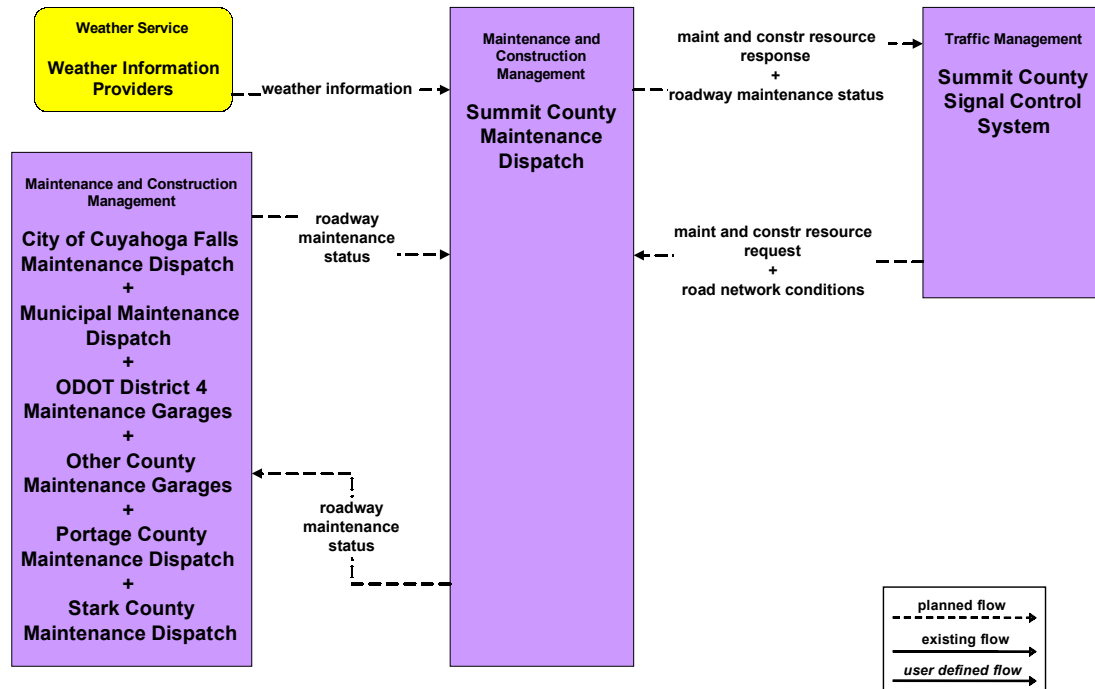 Weather Service
Weather Information
Providers
weather information
Maintenance and Construction
Management
City of Cuyahoga Falls
Maintenance Dispatch
+
Municipal Maintenance
Dispatch
+
ODOT District 4
Maintenance Garages
+
Other County
Maintenance Garages
+
Portage County
Maintenance Dispatch
+
Stark County
Maintenance Dispatch
roadway
maintenance
status
roadway
maintenance
status
Maintenance and
Construction
Management
Summit County
Maintenance
Dispatch
maint and constr resource
response
+
roadway maintenance status
maint and constr resource
request
+
road network conditions
Traffic Management
Summit County
Signal Control
System
planned flow
existing flow
user defined flow